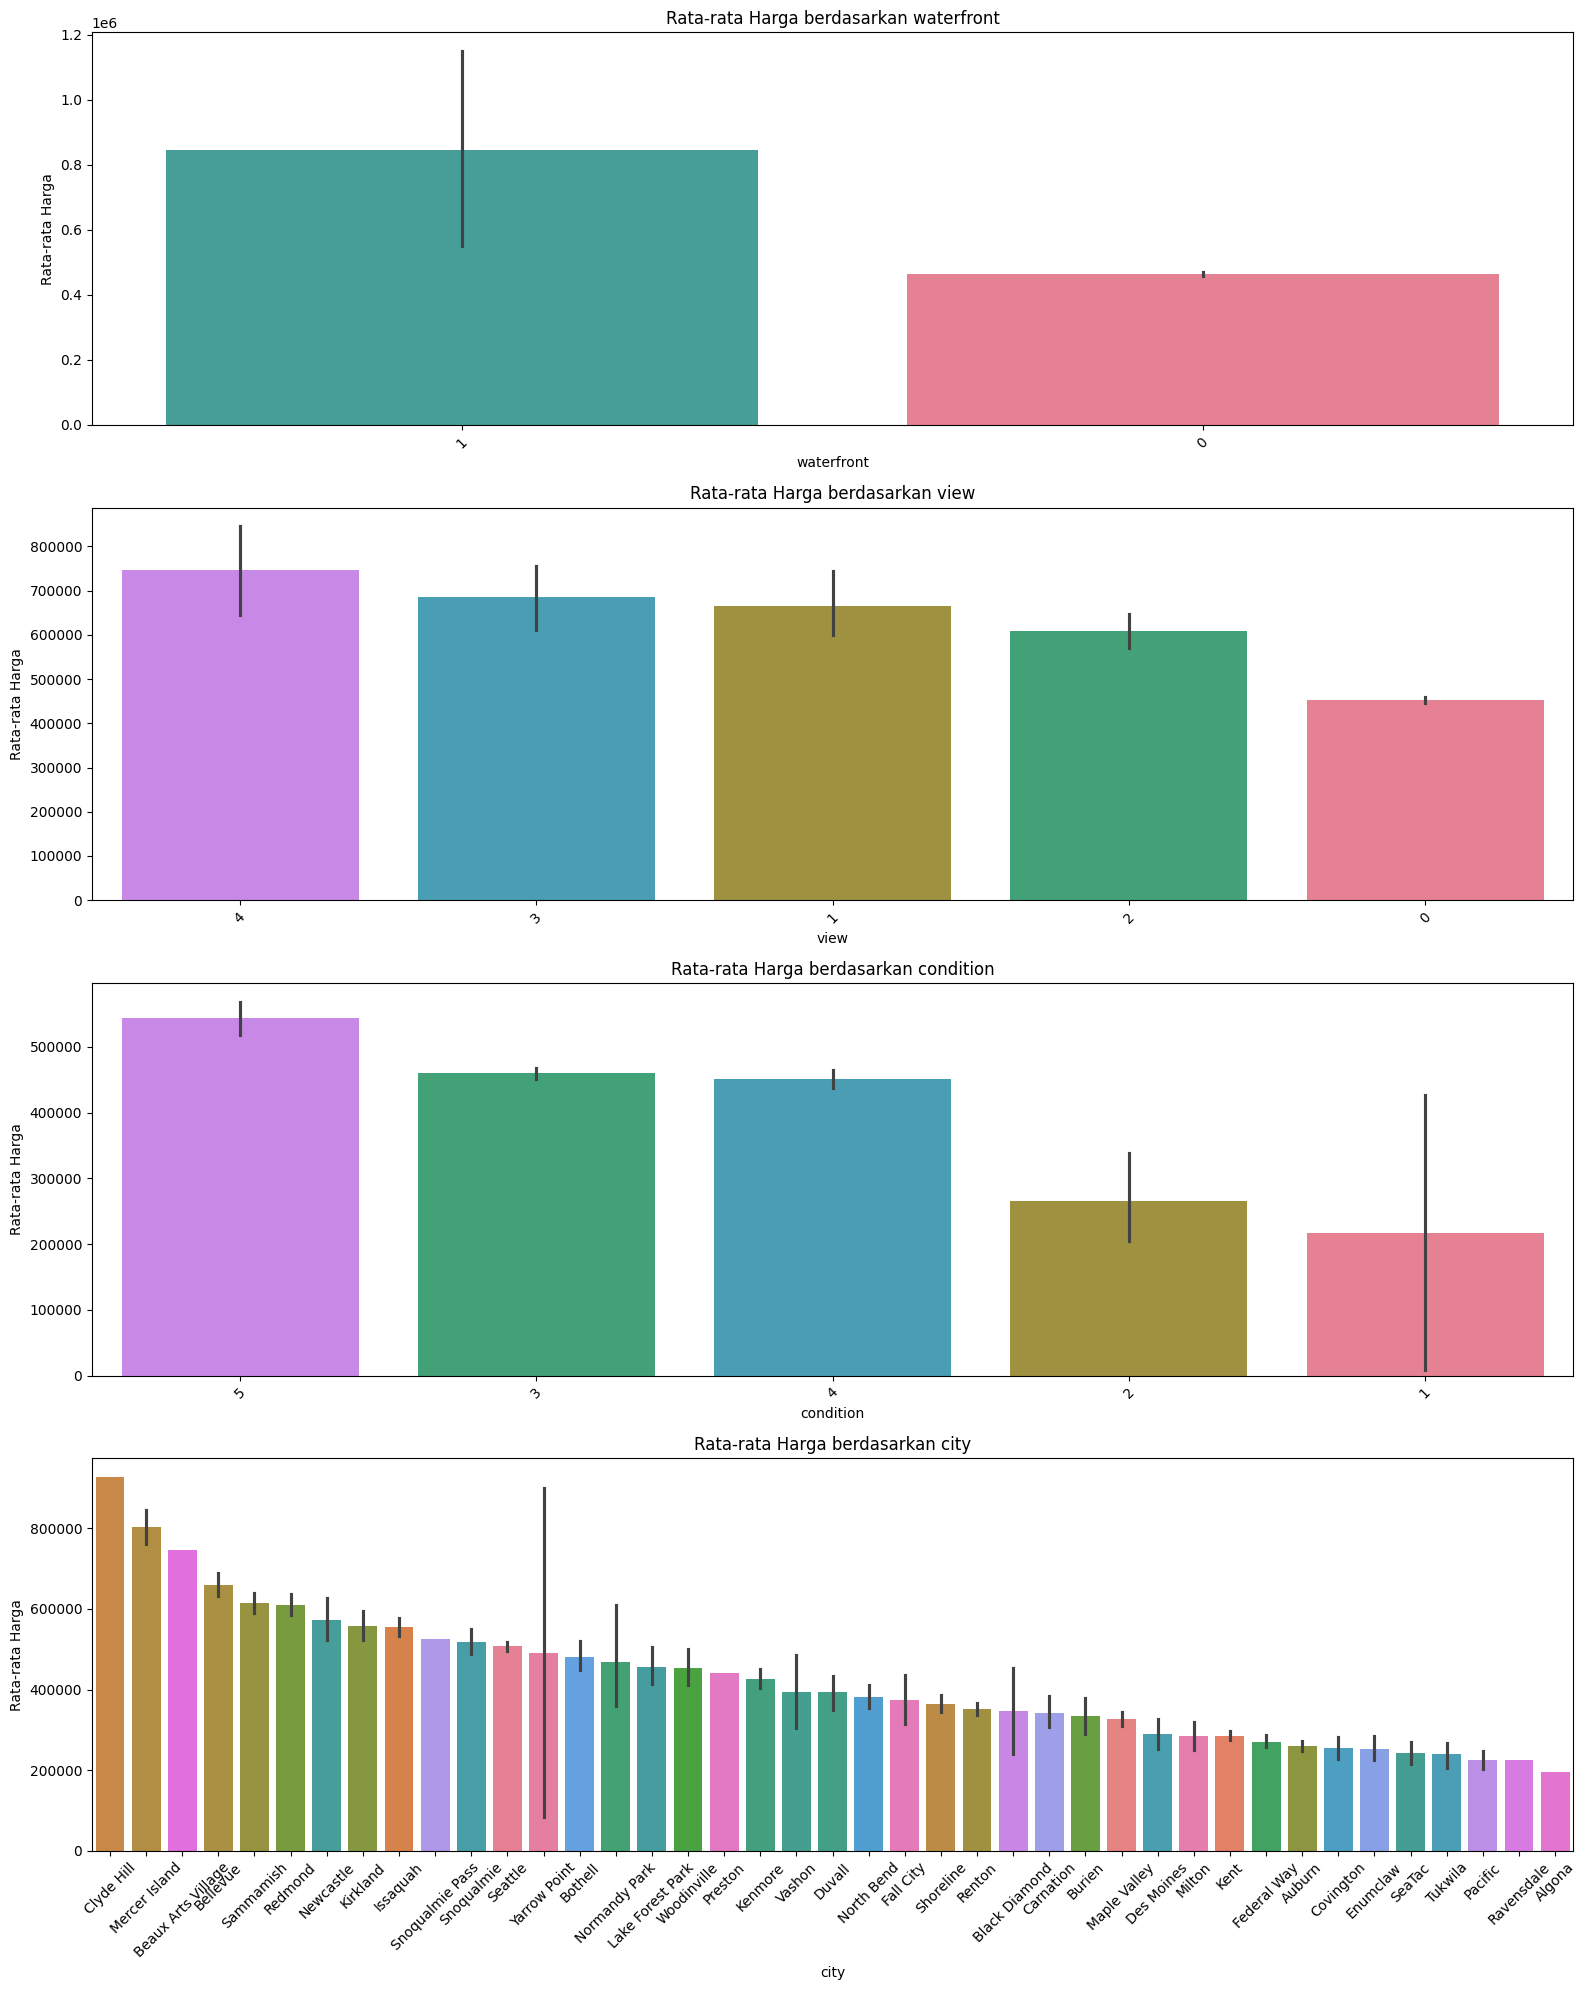 Rata-rata Harga berdasarkan waterfront
1e6
1.2
1.0
0.8
0.6
0.4
0.2
0.0
Rata-rata Harga
1 0
waterfront
Rata-rata Harga berdasarkan view
800000
700000
600000
500000
400000
300000
200000
100000
0
Rata-rata Harga
4 3 1 2 0
view
Rata-rata Harga berdasarkan condition
500000
400000
300000
200000
100000
0
Rata-rata Harga
5 3 4 2 1
condition
Rata-rata Harga berdasarkan city
800000
600000
400000
200000
0
Rata-rata Harga
Clyde Hill
Mercer Island
Beaux Arts Village
Bellevue
Sammamish
Redmond
Newcastle
Kirkland
Issaquah
Snoqualmie Pass
Snoqualmie
Seattle
Yarrow Point
Bothell
Normandy Park
Lake Forest Park
Woodinville
Preston
Kenmore
Vashon
Duvall
North Bend
Fall City
Shoreline
Renton
Black Diamond
Carnation
Burien
Maple Valley
Des Moines
Milton
Kent
Federal Way
Auburn
Covington
Enumclaw
SeaTac
Tukwila
Pacific
Ravensdale
Algona
city